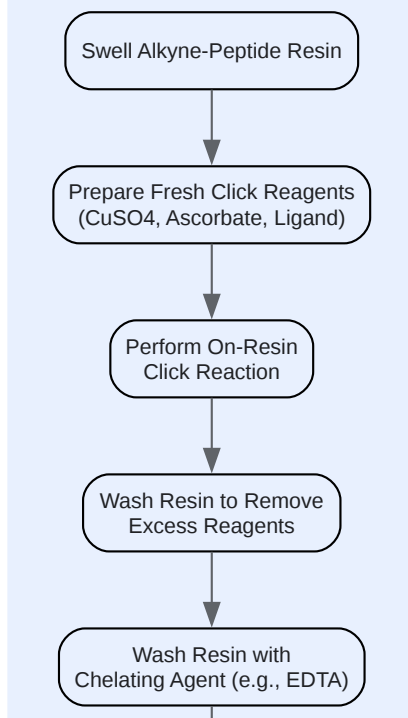 Swell Alkyne-Peptide Resin
Prepare Fresh Click Reagents
(CuSO4, Ascorbate, Ligand)
Perform On-Resin
Click Reaction
Wash Resin to Remove
Excess Reagents
Wash Resin with
Chelating Agent (e.g., EDTA)